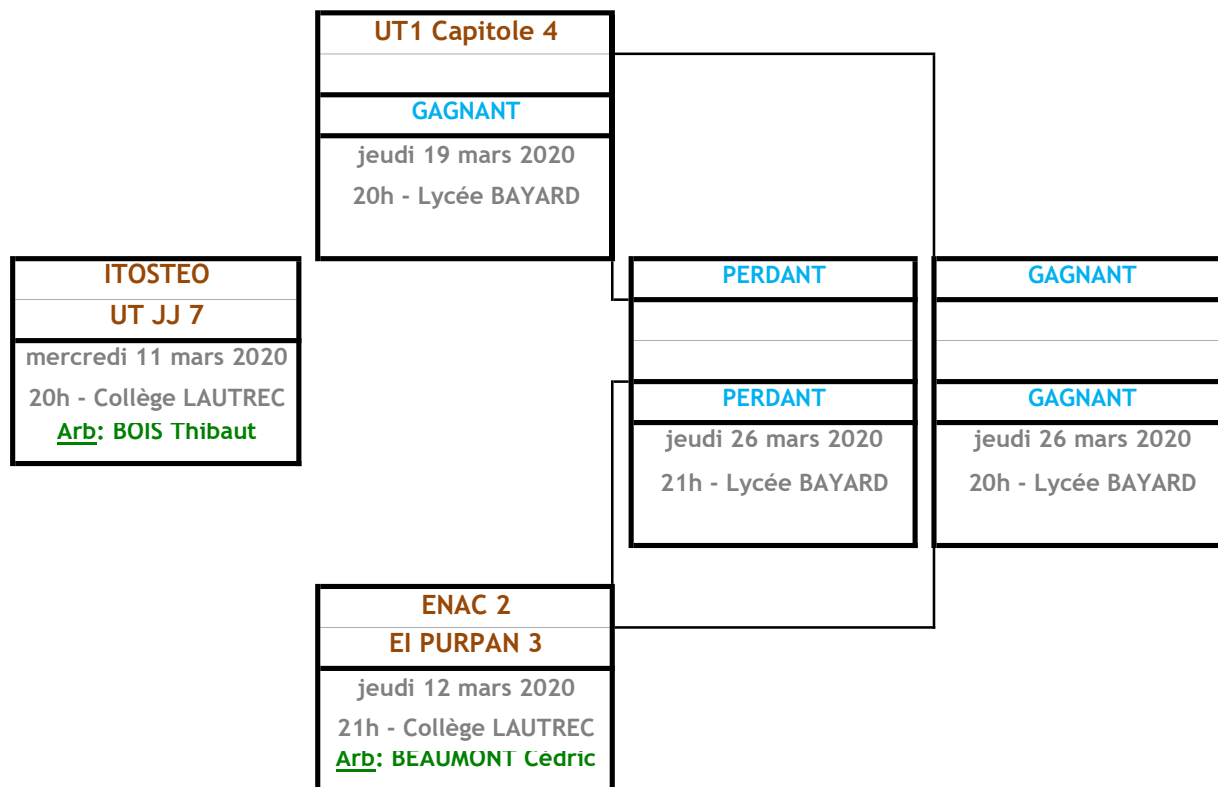 UT1 Capitole 4
GAGNANT
jeudi 19 mars 2020
20h - Lycée BAYARD
ITOSTEO
UT JJ 7
mercredi 11 mars 2020
20h - Collège LAUTREC
Arb: BOIS Thibaut
PERDANT
PERDANT
jeudi 26 mars 2020
21h - Lycée BAYARD
GAGNANT
GAGNANT
jeudi 26 mars 2020
20h - Lycée BAYARD
ENAC 2
EI PURPAN 3
jeudi 12 mars 2020
21h - Collège LAUTREC
Arb: BEAUMONT Cédric